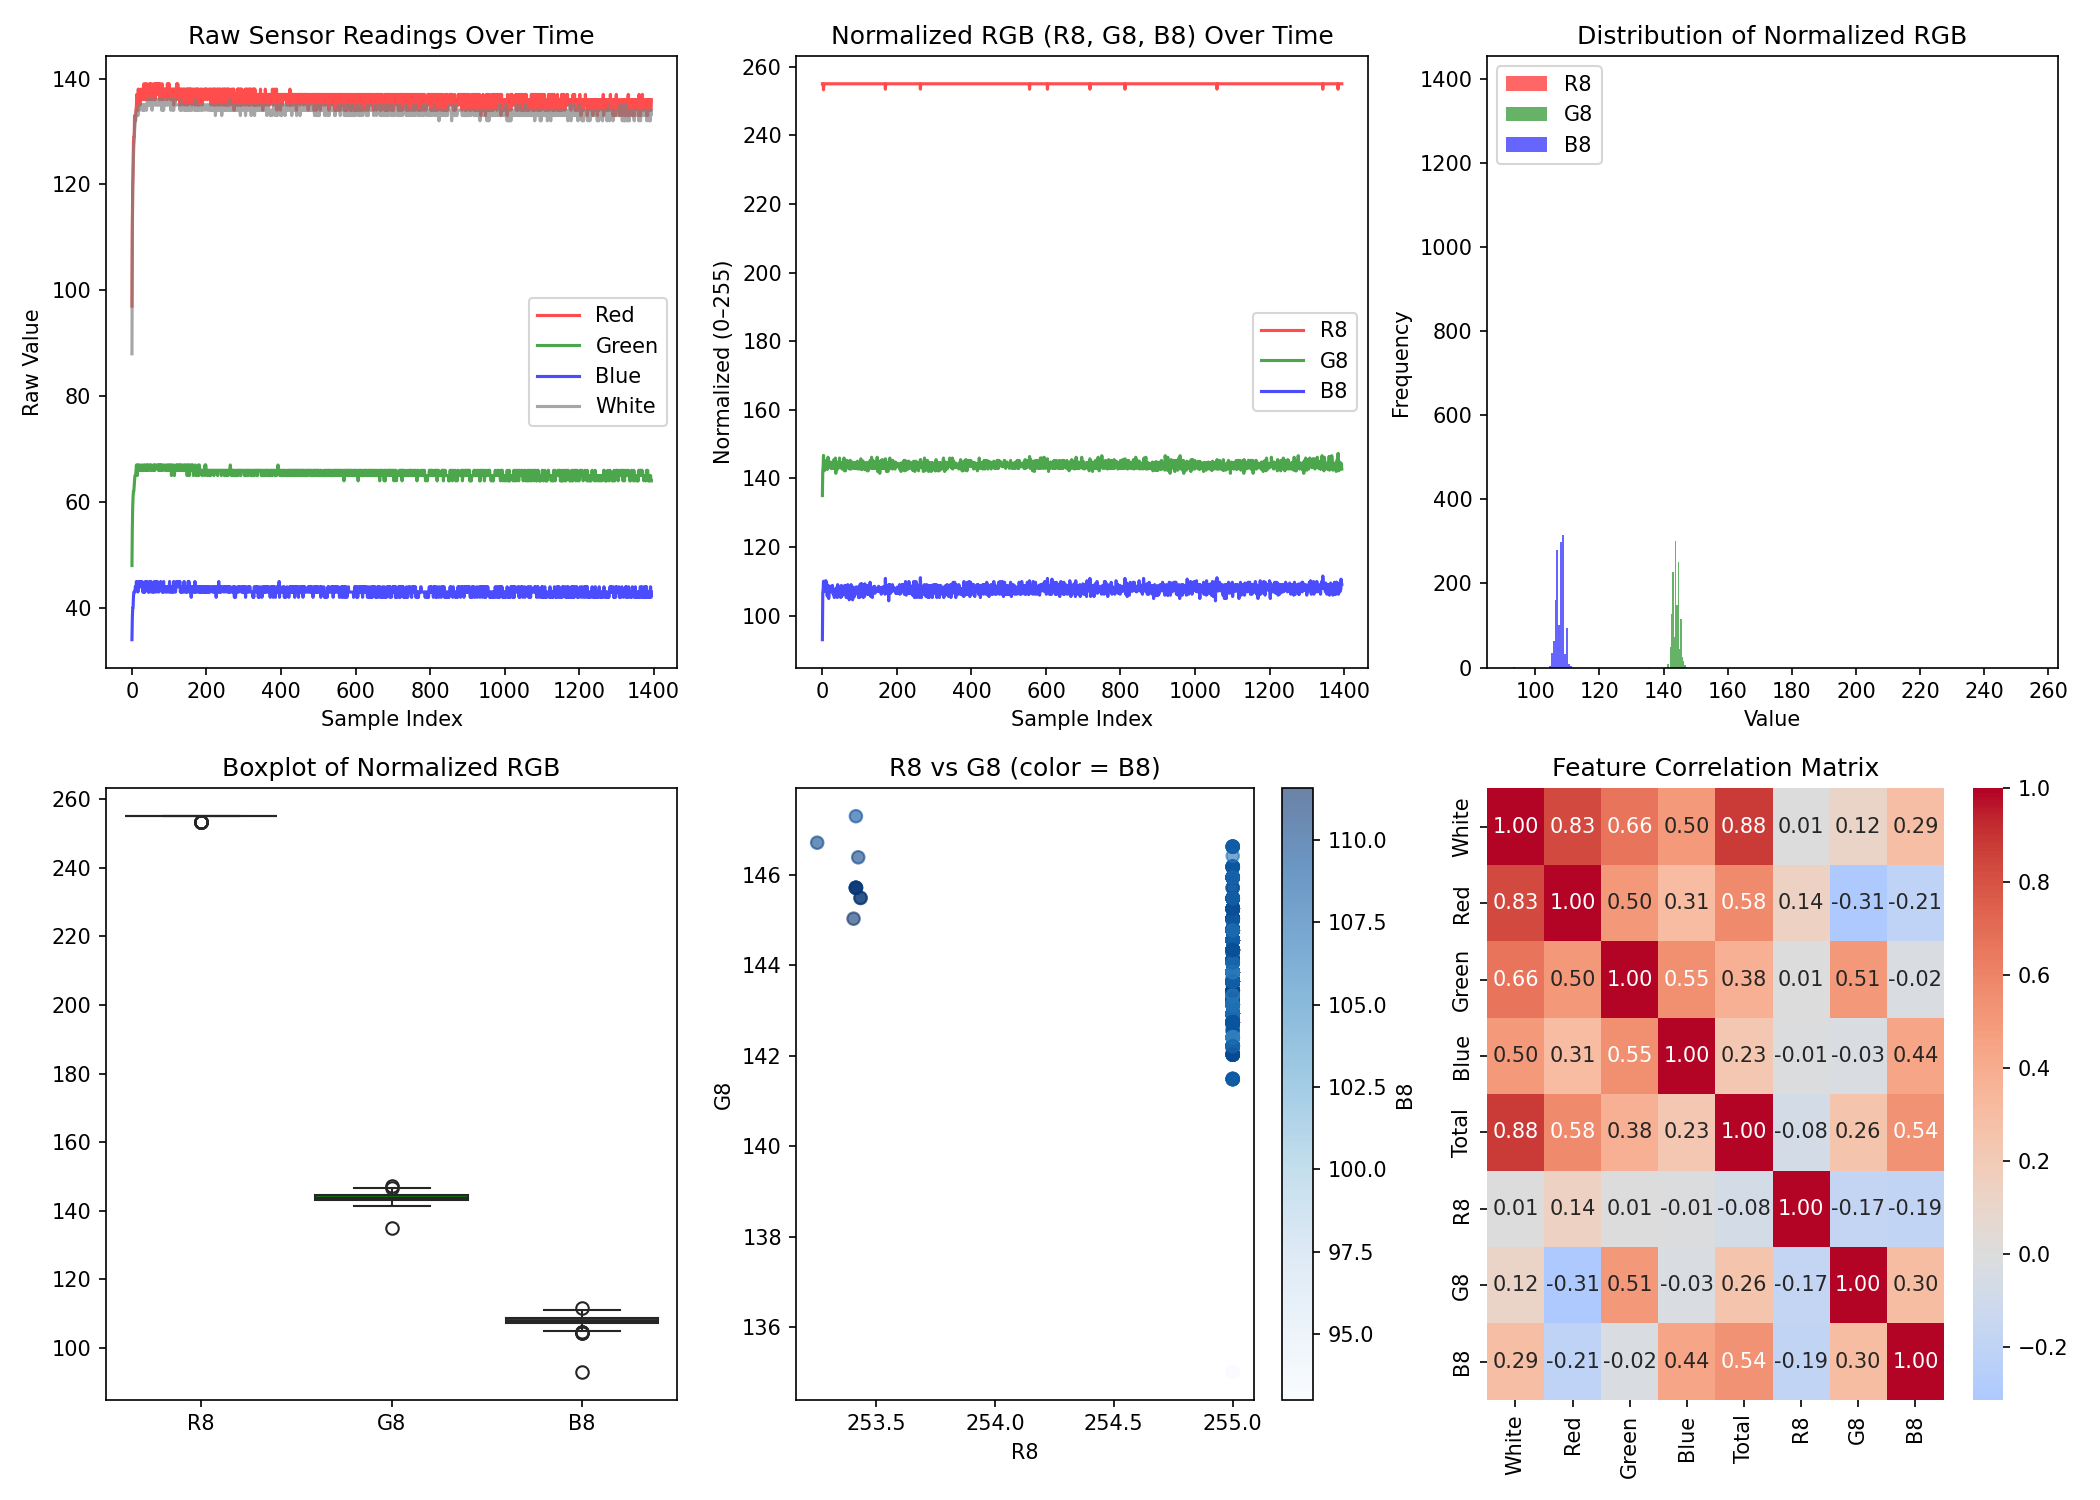 Raw Sensor Readings Over Time
140
120
100
80
60
40
Raw Value
Red
Green
Blue
White
0 200 400 600 800 1000 1200 1400
Sample Index
Normalized RGB (R8, G8, B8) Over Time
260
240
220
200
180
160
140
120
100
Normalized (0–255)
R8
G8
B8
0 200 400 600 800 1000 1200 1400
Sample Index
Distribution of Normalized RGB
R8
G8
B8
1400
1200
1000
800
600
400
200
0
Frequency
100 120 140 160 180 200 220 240 260
Value
Boxplot of Normalized RGB
260
240
220
200
180
160
140
120
100
R8 G8 B8
R8 vs G8 (color = B8)
146
144
142
140
138
136
G8
253.5 254.0 254.5 255.0
R8
110.0
107.5
105.0
102.5
100.0
97.5
95.0
B8
Feature Correlation Matrix
White 1.00 0.83 0.66 0.50 0.88 0.01 0.12 0.29
Red 0.83 1.00 0.50 0.31 0.58 0.14 -0.31 -0.21
Green 0.66 0.50 1.00 0.55 0.38 0.01 0.51 -0.02
Blue 0.50 0.31 0.55 1.00 0.23 -0.01 -0.03 0.44
Total 0.88 0.58 0.38 0.23 1.00 -0.08 0.26 0.54
R8 0.01 0.14 0.01 -0.01 -0.08 1.00 -0.17 -0.19
G8 0.12 -0.31 0.51 -0.03 0.26 -0.17 1.00 0.30
B8 0.29 -0.21 -0.02 0.44 0.54 -0.19 0.30 1.00
White Red Green Blue Total R8 G8 B8
1.0
0.8
0.6
0.4
0.2
0.0
−0.2